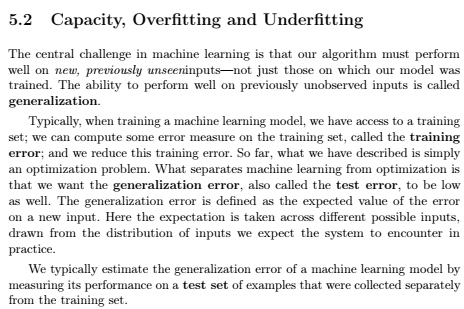 5.2 Capacity, Overfitting and Underfitting
The central challenge in machine learning is that our algorithm must perform
well on new, previously unseeninputs—not just those on which our model was
trained. The ability to perform well on previously unobserved inputs is called
generalization.
Typically, when training a machine learning model, we have access to a training
set; we can compute some error measure on the training set, called the training
error; and we reduce this training error. So far, what we have described is simply
an optimization problem. What separates machine learning from optimization is
that we want the generalization error, also called the test error, to be low
as well. The generalization error is defined as the expected value of the error
on a new input. Here the expectation is taken across different possible inputs,
drawn from the distribution of inputs we expect the system to encounter in
practice.
We typically estimate the generalization error of a machine learning model by
measuring its performance on a test set of examples that were collected separately
from the training set.